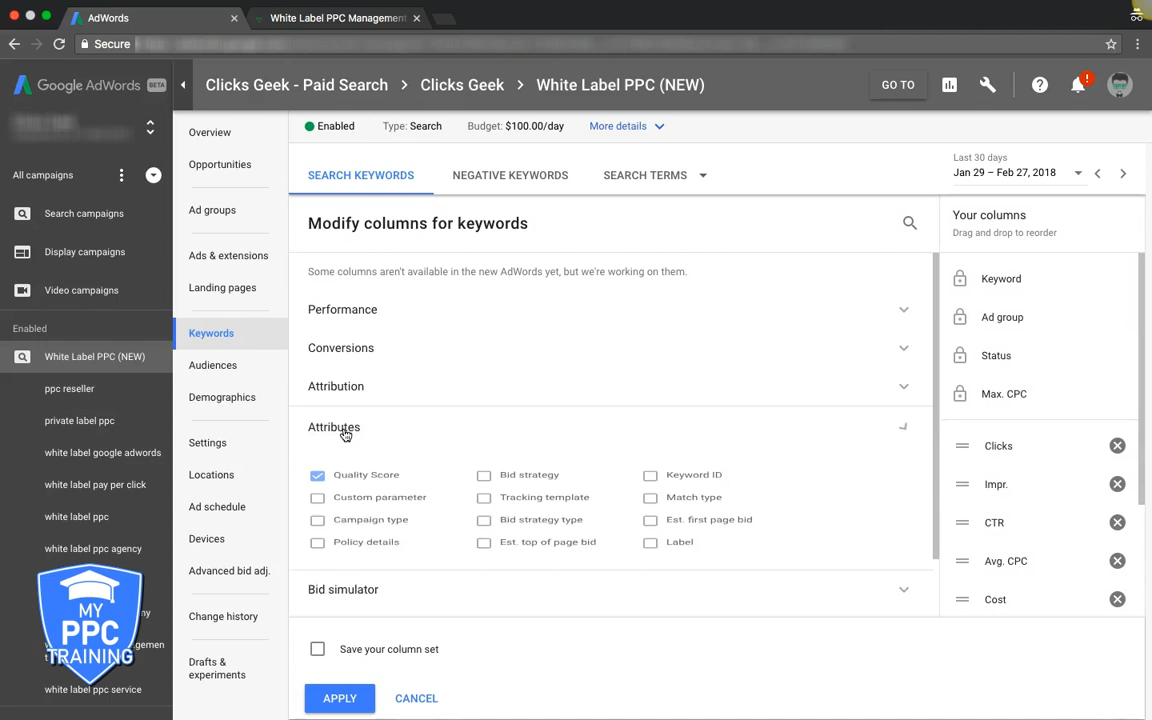 AdWords
White Label PPC Management
Secure
Google AdWords BETA
Clicks Geek - Paid Search > Clicks Geek > White Label PPC (NEW)
GO TO
!
All campaigns
Search campaigns
Display campaigns
Video campaigns
Enabled
White Label PPC (NEW)
ppc reseller
private label ppc
white label google adwords
white label pay per click
white label ppc
white label ppc agency
white label ppc service
MY
PPC
TRAINING
Overview
Opportunities
Ad groups
Ads & extensions
Landing pages
Keywords
Audiences
Demographics
Settings
Locations
Ad schedule
Devices
Advanced bid adj.
Change history
Drafts &
experiments
Enabled Type: Search Budget: $100.00/day More details
SEARCH KEYWORDS NEGATIVE KEYWORDS SEARCH TERMS
Last 30 days
Jan 29 – Feb 27, 2018
Modify columns for keywords
Some columns aren't available in the new AdWords yet, but we're working on them.
Performance
Conversions
Attribution
Attributes
Quality Score Bid strategy Keyword ID
Custom parameter Tracking template Match type
Campaign type Bid strategy type Est. first page bid
Policy details Est. top of page bid Label
Bid simulator
Save your column set
APPLY CANCEL
Your columns
Drag and drop to reorder
Keyword
Ad group
Status
Max. CPC
Clicks
Impr.
CTR
Avg. CPC
Cost